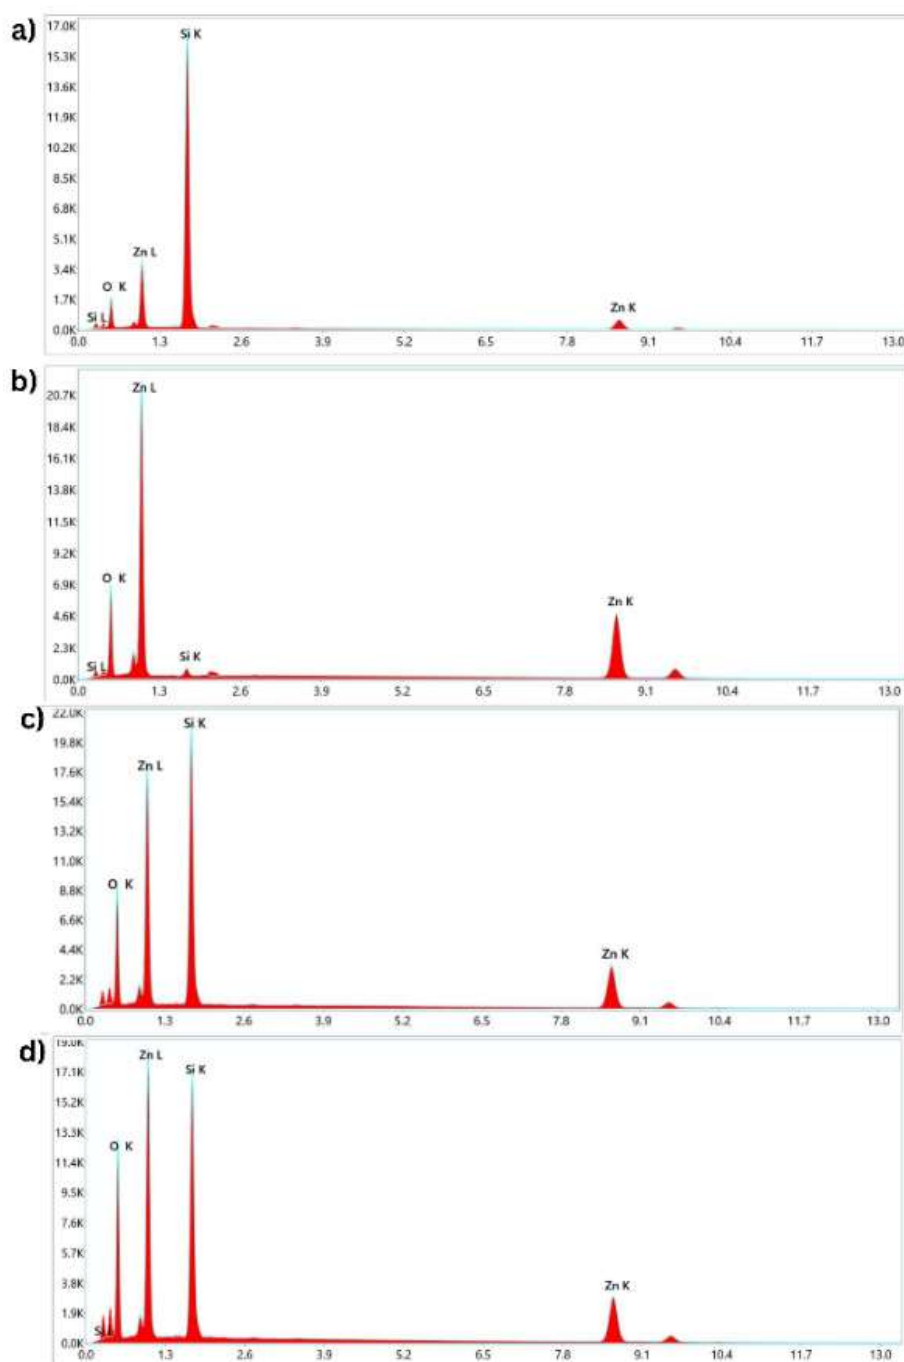 a)
17.0K
Si K
15.3K
13.6K
11.9K
10.2K
8.5K
6.8K
5.1K
Zn L
3.4K
O K
1.7K
Zn K
Si L
0.0K
0.0 1.3 2.6 3.9 5.2 6.5 7.8 9.1 10.4 11.7 13.0
b)
Zn L
20.7K
18.4K
16.1K
13.8K
11.5K
9.2K
O K
6.9K
Zn K
4.6K
2.3K
Si K
Si L
0.0K
0.0 1.3 2.6 3.9 5.2 6.5 7.8 9.1 10.4 11.7 13.0
c)
22.0K
Si K
19.8K
Zn L
17.6K
15.4K
13.2K
11.0K
O K
8.8K
6.6K
4.4K
Zn K
2.2K
0.0K
0.0 1.3 2.6 3.9 5.2 6.5 7.8 9.1 10.4 11.7 13.0
d)
19.0K
Zn L
17.1K
Si K
15.2K
13.3K
O K
11.4K
9.5K
7.6K
5.7K
3.8K
Zn K
1.9K
0.0K
0.0 1.3 2.6 3.9 5.2 6.5 7.8 9.1 10.4 11.7 13.0